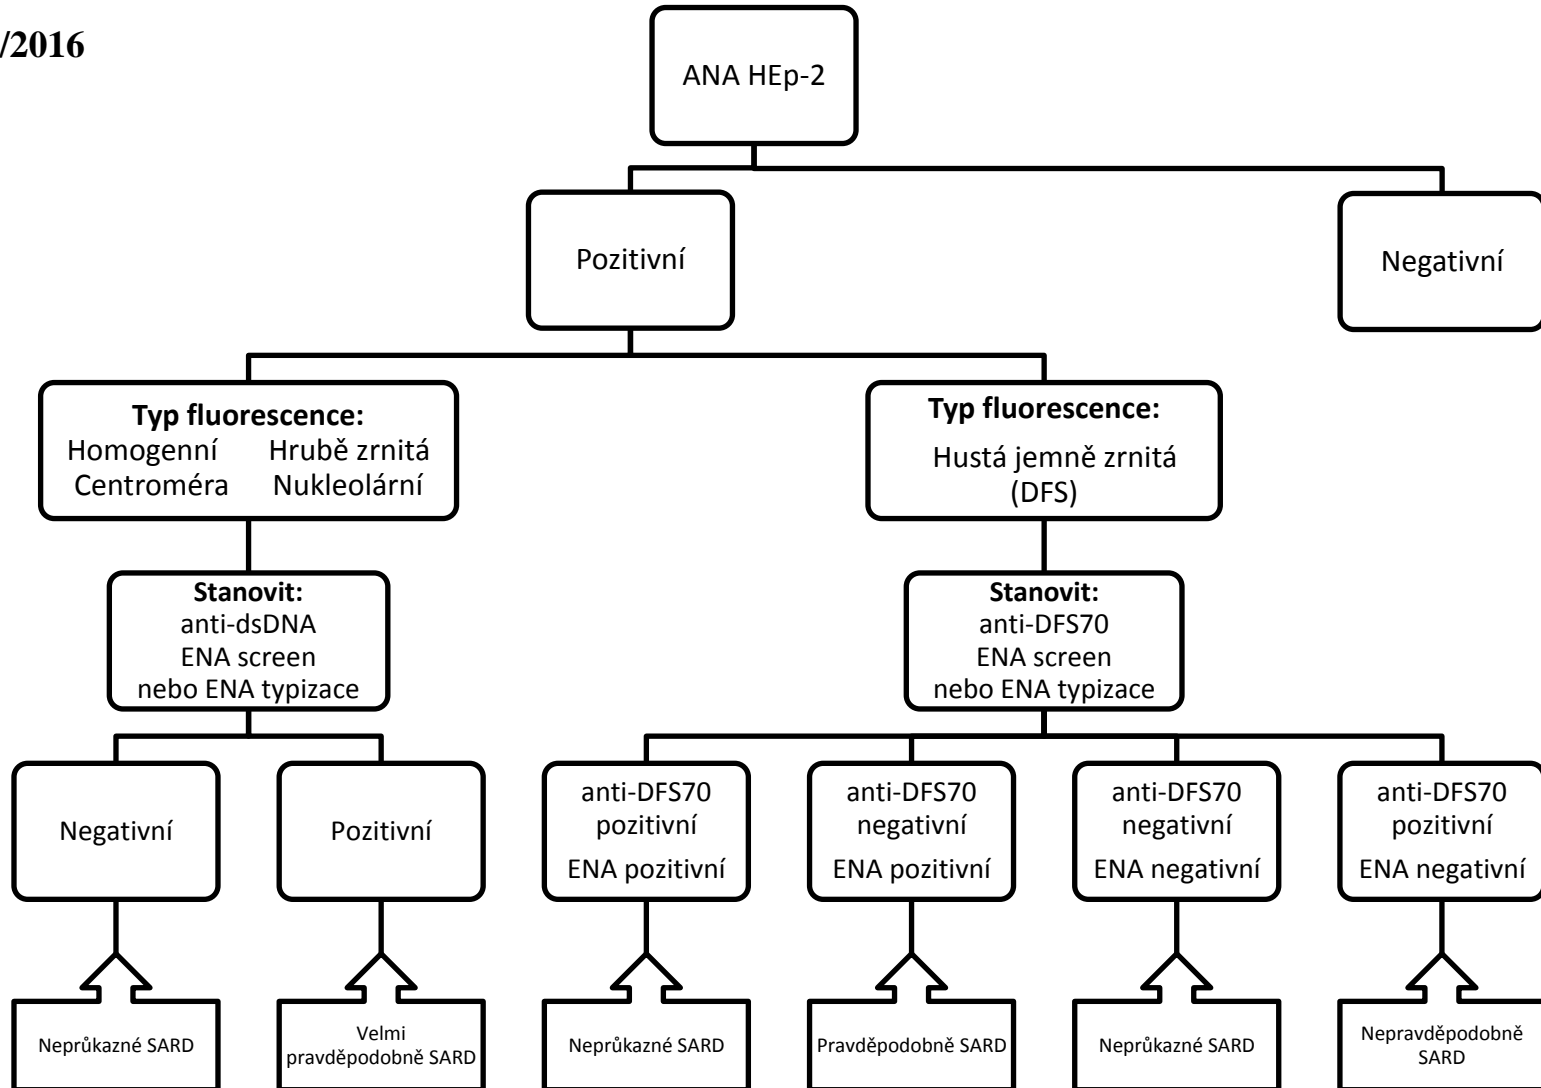 /2016
ANA HEp-2
Pozitivní
Negativní
Typ fluorescence:
Homogenní Hrubě zrnitá
Centroméra Nukleolární
Typ fluorescence:
Hustá jemně zrnitá
(DFS)
Stanovit:
anti-dsDNA
ENA screen
nebo ENA typizace
Stanovit:
anti-DFS70
ENA screen
nebo ENA typizace
Negativní
Pozitivní
anti-DFS70
pozitivní
ENA pozitivní
anti-DFS70
negativní
ENA pozitivní
anti-DFS70
negativní
ENA negativní
anti-DFS70
pozitivní
ENA negativní
Neprůkazné SARD
Velmi
pravděpodobně SARD
Neprůkazné SARD
Pravděpodobně SARD
Neprůkazné SARD
Nepravděpodobně
SARD